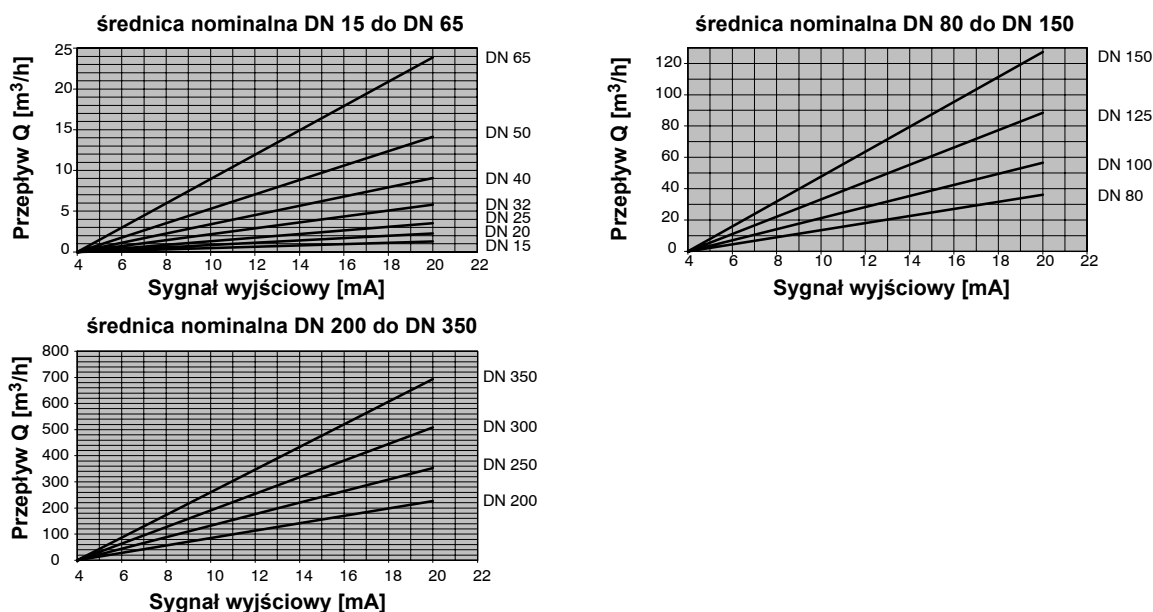 średnica nominalna DN 15 do DN 65
Przepływ Q [m³/h]
25
20
15
10
5
0
4 6 8 10 12 14 16 18 20 22
DN 65
DN 50
DN 40
DN 32
DN 25
DN 20
DN 15
Sygnał wyjściowy [mA]
średnica nominalna DN 80 do DN 150
Przepływ Q [m³/h]
120
100
80
60
40
20
0
4 6 8 10 12 14 16 18 20 22
DN 150
DN 125
DN 100
DN 80
Sygnał wyjściowy [mA]
średnica nominalna DN 200 do DN 350
Przepływ Q [m³/h]
800
700
600
500
400
300
200
100
0
4 6 8 10 12 14 16 18 20 22
DN 350
DN 300
DN 250
DN 200
Sygnał wyjściowy [mA]